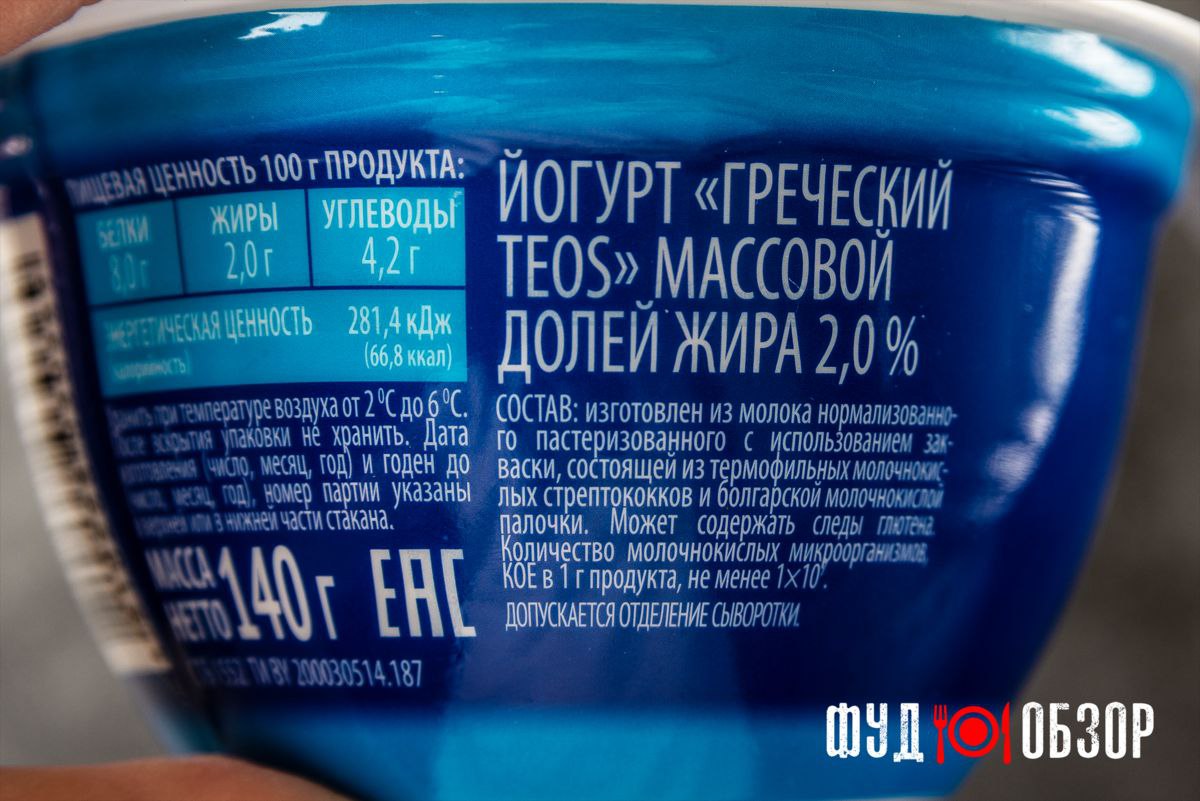 ПИЩЕВАЯ ЦЕННОСТЬ 100 г ПРОДУКТА:
БЕЛКИ ЖИРЫ УГЛЕВОДЫ
8,0 г 2,0 г 4,2 г
ЭНЕРГЕТИЧЕСКАЯ ЦЕННОСТЬ 281,4 кДж
(калорийность) (66,8 ккал)
Хранить при температуре воздуха от 2 °C до 6 °C.
После вскрытия упаковки не хранить. Дата
изготовления (число, месяц, год) и годен до
(число, месяц, год), номер партии указаны
в верхней или в нижней части стакана.
МАССА
НЕТТО 140 г ЕАС
СТБ 1552. ТИ BY 200030514.187
ЙОГУРТ «ГРЕЧЕСКИЙ
TEOS» МАССОВОЙ
ДОЛЕЙ ЖИРА 2,0 %
СОСТАВ: изготовлен из молока нормализованно-
го пастеризованного с использованием зак-
васки, состоящей из термофильных молочнокис-
лых стрептококков и болгарской молочнокислой
палочки. Может содержать следы глютена.
Количество молочнокислых микроорганизмов,
КОЕ в 1 г продукта, не менее
ДОПУСКАЕТСЯ ОТДЕЛЕНИЕ СЫВОРОТКИ.
ФУД ОБЗОР